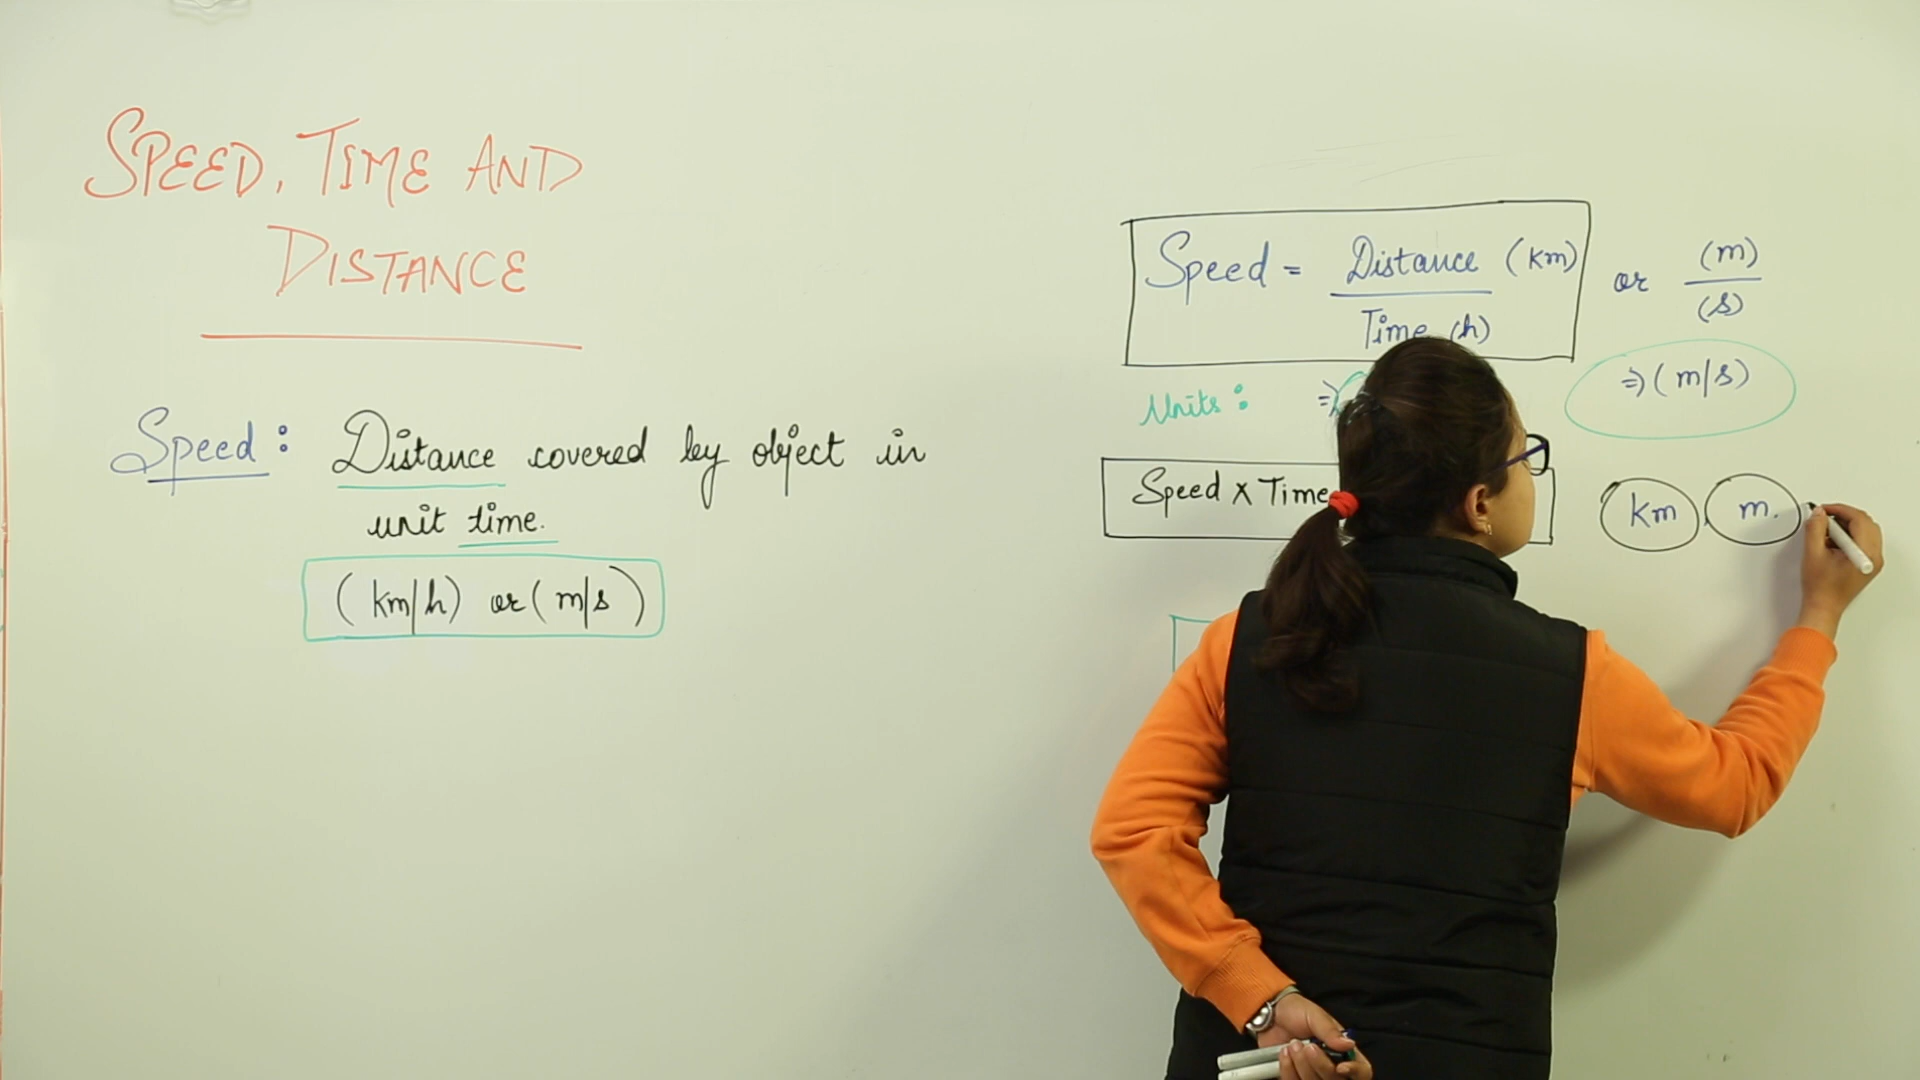 SPEED, TIME AND
DISTANCE
Speed: Distance covered by object in
unit time.
(km/h) or (m/s)
Speed = Distance (km)
Time (h)
or (m)
(s)
Units: ⇒
⇒ (m/s)
Speed x Time
km, m.